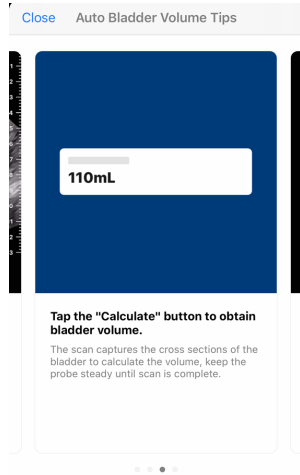 Close Auto Bladder Volume Tips
110mL
Tap the "Calculate" button to obtain
bladder volume.
The scan captures the cross sections of the
bladder to calculate the volume, keep the
probe steady until scan is complete.